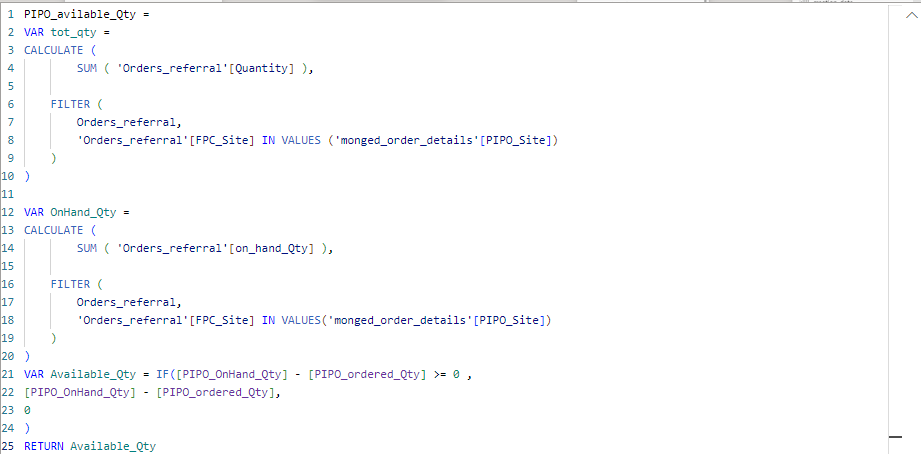 1 PIPO_avilable_Qty =
2 VAR tot_qty =
3 CALCULATE (
4 SUM ( 'Orders_referral'[Quantity] ),
5
6 FILTER (
7 Orders_referral,
8 'Orders_referral'[FPC_Site] IN VALUES ('monged_order_details'[PIPO_Site])
9 )
10 )
11
12 VAR OnHand_Qty =
13 CALCULATE (
14 SUM ( 'Orders_referral'[on_hand_Qty] ),
15
16 FILTER (
17 Orders_referral,
18 'Orders_referral'[FPC_Site] IN VALUES('monged_order_details'[PIPO_Site])
19 )
20 )
21 VAR Available_Qty = IF([PIPO_OnHand_Qty] - [PIPO_ordered_Qty] >= 0 ,
22 [PIPO_OnHand_Qty] - [PIPO_ordered_Qty],
23 0
24 )
25 RETURN Available_Qty